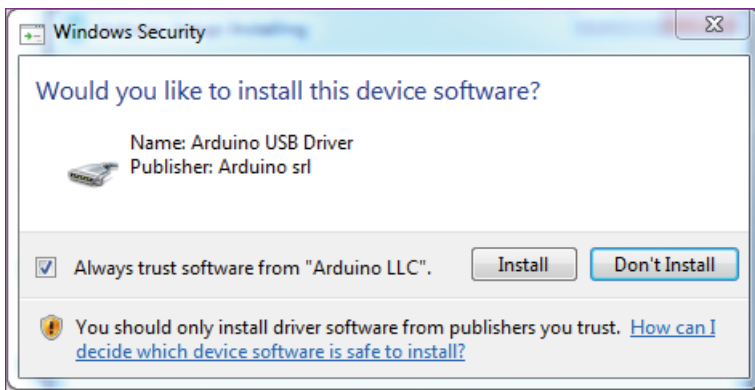 Windows Security
Would you like to install this device software?
Name: Arduino USB Driver
Publisher: Arduino srl
Always trust software from "Arduino LLC".
Install
Don't Install
You should only install driver software from publishers you trust. How can I
decide which device software is safe to install?